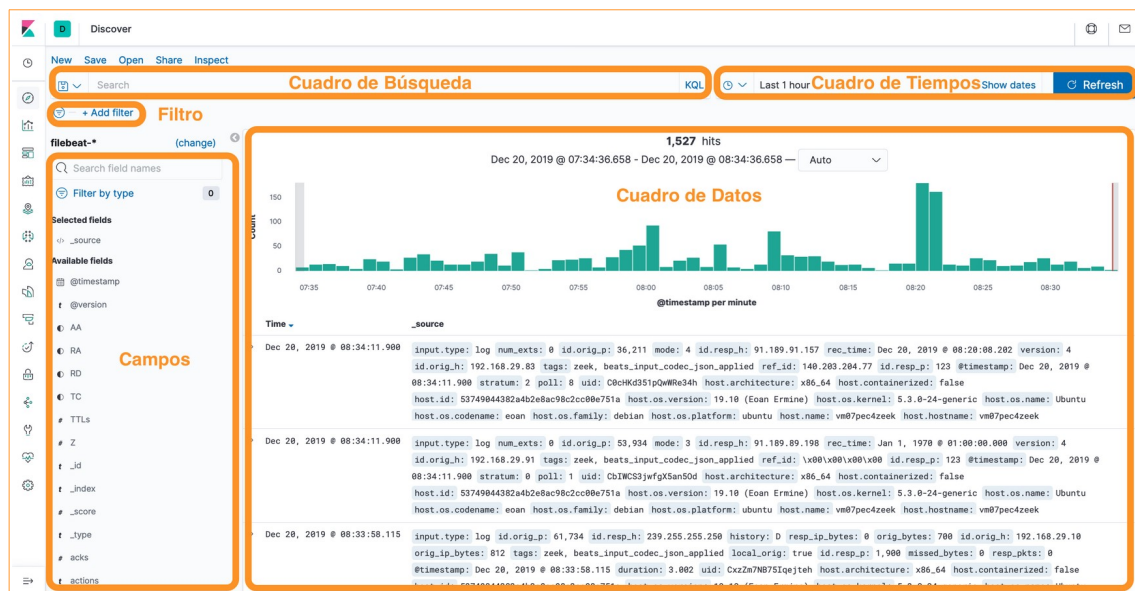 D Discover
New Save Open Share Inspect
Search Cuadro de Búsqueda KQL Last 1 hour Cuadro de Tiempos Show dates Refresh
+ Add filter Filtro
filebeat-* (change)
Search field names
Filter by type 0
Selected fields
</> _source
Available fields
@timestamp
t @version
AA
RA
Campos
RD
TC
# TTLs
# Z
t _id
t _index
# _score
t _type
# acks
t actions
1,527 hits
Dec 20, 2019 @ 07:34:36.658 - Dec 20, 2019 @ 08:34:36.658 — Auto
Cuadro de Datos
150
100
50
0
Count
07:35 07:40 07:45 07:50 07:55 08:00 08:05 08:10 08:15 08:20 08:25 08:30
@timestamp per minute
Time _source
Dec 20, 2019 @ 08:34:11.900 input.type: log num_exts: 0 id.orig_p: 36,211 mode: 4 id.resp_h: 91.189.91.157 rec_time: Dec 20, 2019 @ 08:20:08.202 version: 4
id.orig_h: 192.168.29.83 tags: zeek, beats_input_codec_json_applied ref_id: 140.203.204.77 id.resp_p: 123 @timestamp: Dec 20, 2019 @
08:34:11.900 stratum: 2 poll: 8 uid: C0cHKd351pQwWRe34h host.architecture: x86_64 host.containerized: false
host.id: 53749044382a4b2e8ac98c2cc00e751a host.os.version: 19.10 (Eoan Ermine) host.os.kernel: 5.3.0-24-generic host.os.name: Ubuntu
host.os.codename: eoan host.os.family: debian host.os.platform: ubuntu host.name: vm07pec4zeek host.hostname: vm07pec4zeek
Dec 20, 2019 @ 08:34:11.900 input.type: log num_exts: 0 id.orig_p: 53,934 mode: 3 id.resp_h: 91.189.89.198 rec_time: Jan 1, 1970 @ 01:00:00.000 version: 4
id.orig_h: 192.168.29.91 tags: zeek, beats_input_codec_json_applied ref_id: \x00\x00\x00\x00 id.resp_p: 123 @timestamp: Dec 20, 2019 @
08:34:11.900 stratum: 0 poll: 1 uid: CbIWCS3jwfgX5an5Od host.architecture: x86_64 host.containerized: false
host.id: 53749044382a4b2e8ac98c2cc00e751a host.os.version: 19.10 (Eoan Ermine) host.os.kernel: 5.3.0-24-generic host.os.name: Ubuntu
host.os.codename: eoan host.os.family: debian host.os.platform: ubuntu host.name: vm07pec4zeek host.hostname: vm07pec4zeek
Dec 20, 2019 @ 08:33:58.115 input.type: log id.orig_p: 61,734 id.resp_h: 239.255.255.250 history: D resp_ip_bytes: 0 orig_bytes: 700 id.orig_h: 192.168.29.10
orig_ip_bytes: 812 tags: zeek, beats_input_codec_json_applied local_orig: true id.resp_p: 1,900 missed_bytes: 0 resp_pkts: 0
@timestamp: Dec 20, 2019 @ 08:33:58.115 duration: 3.002 uid: CxzZm7NB75Iqejteh host.architecture: x86_64 host.containerized: false